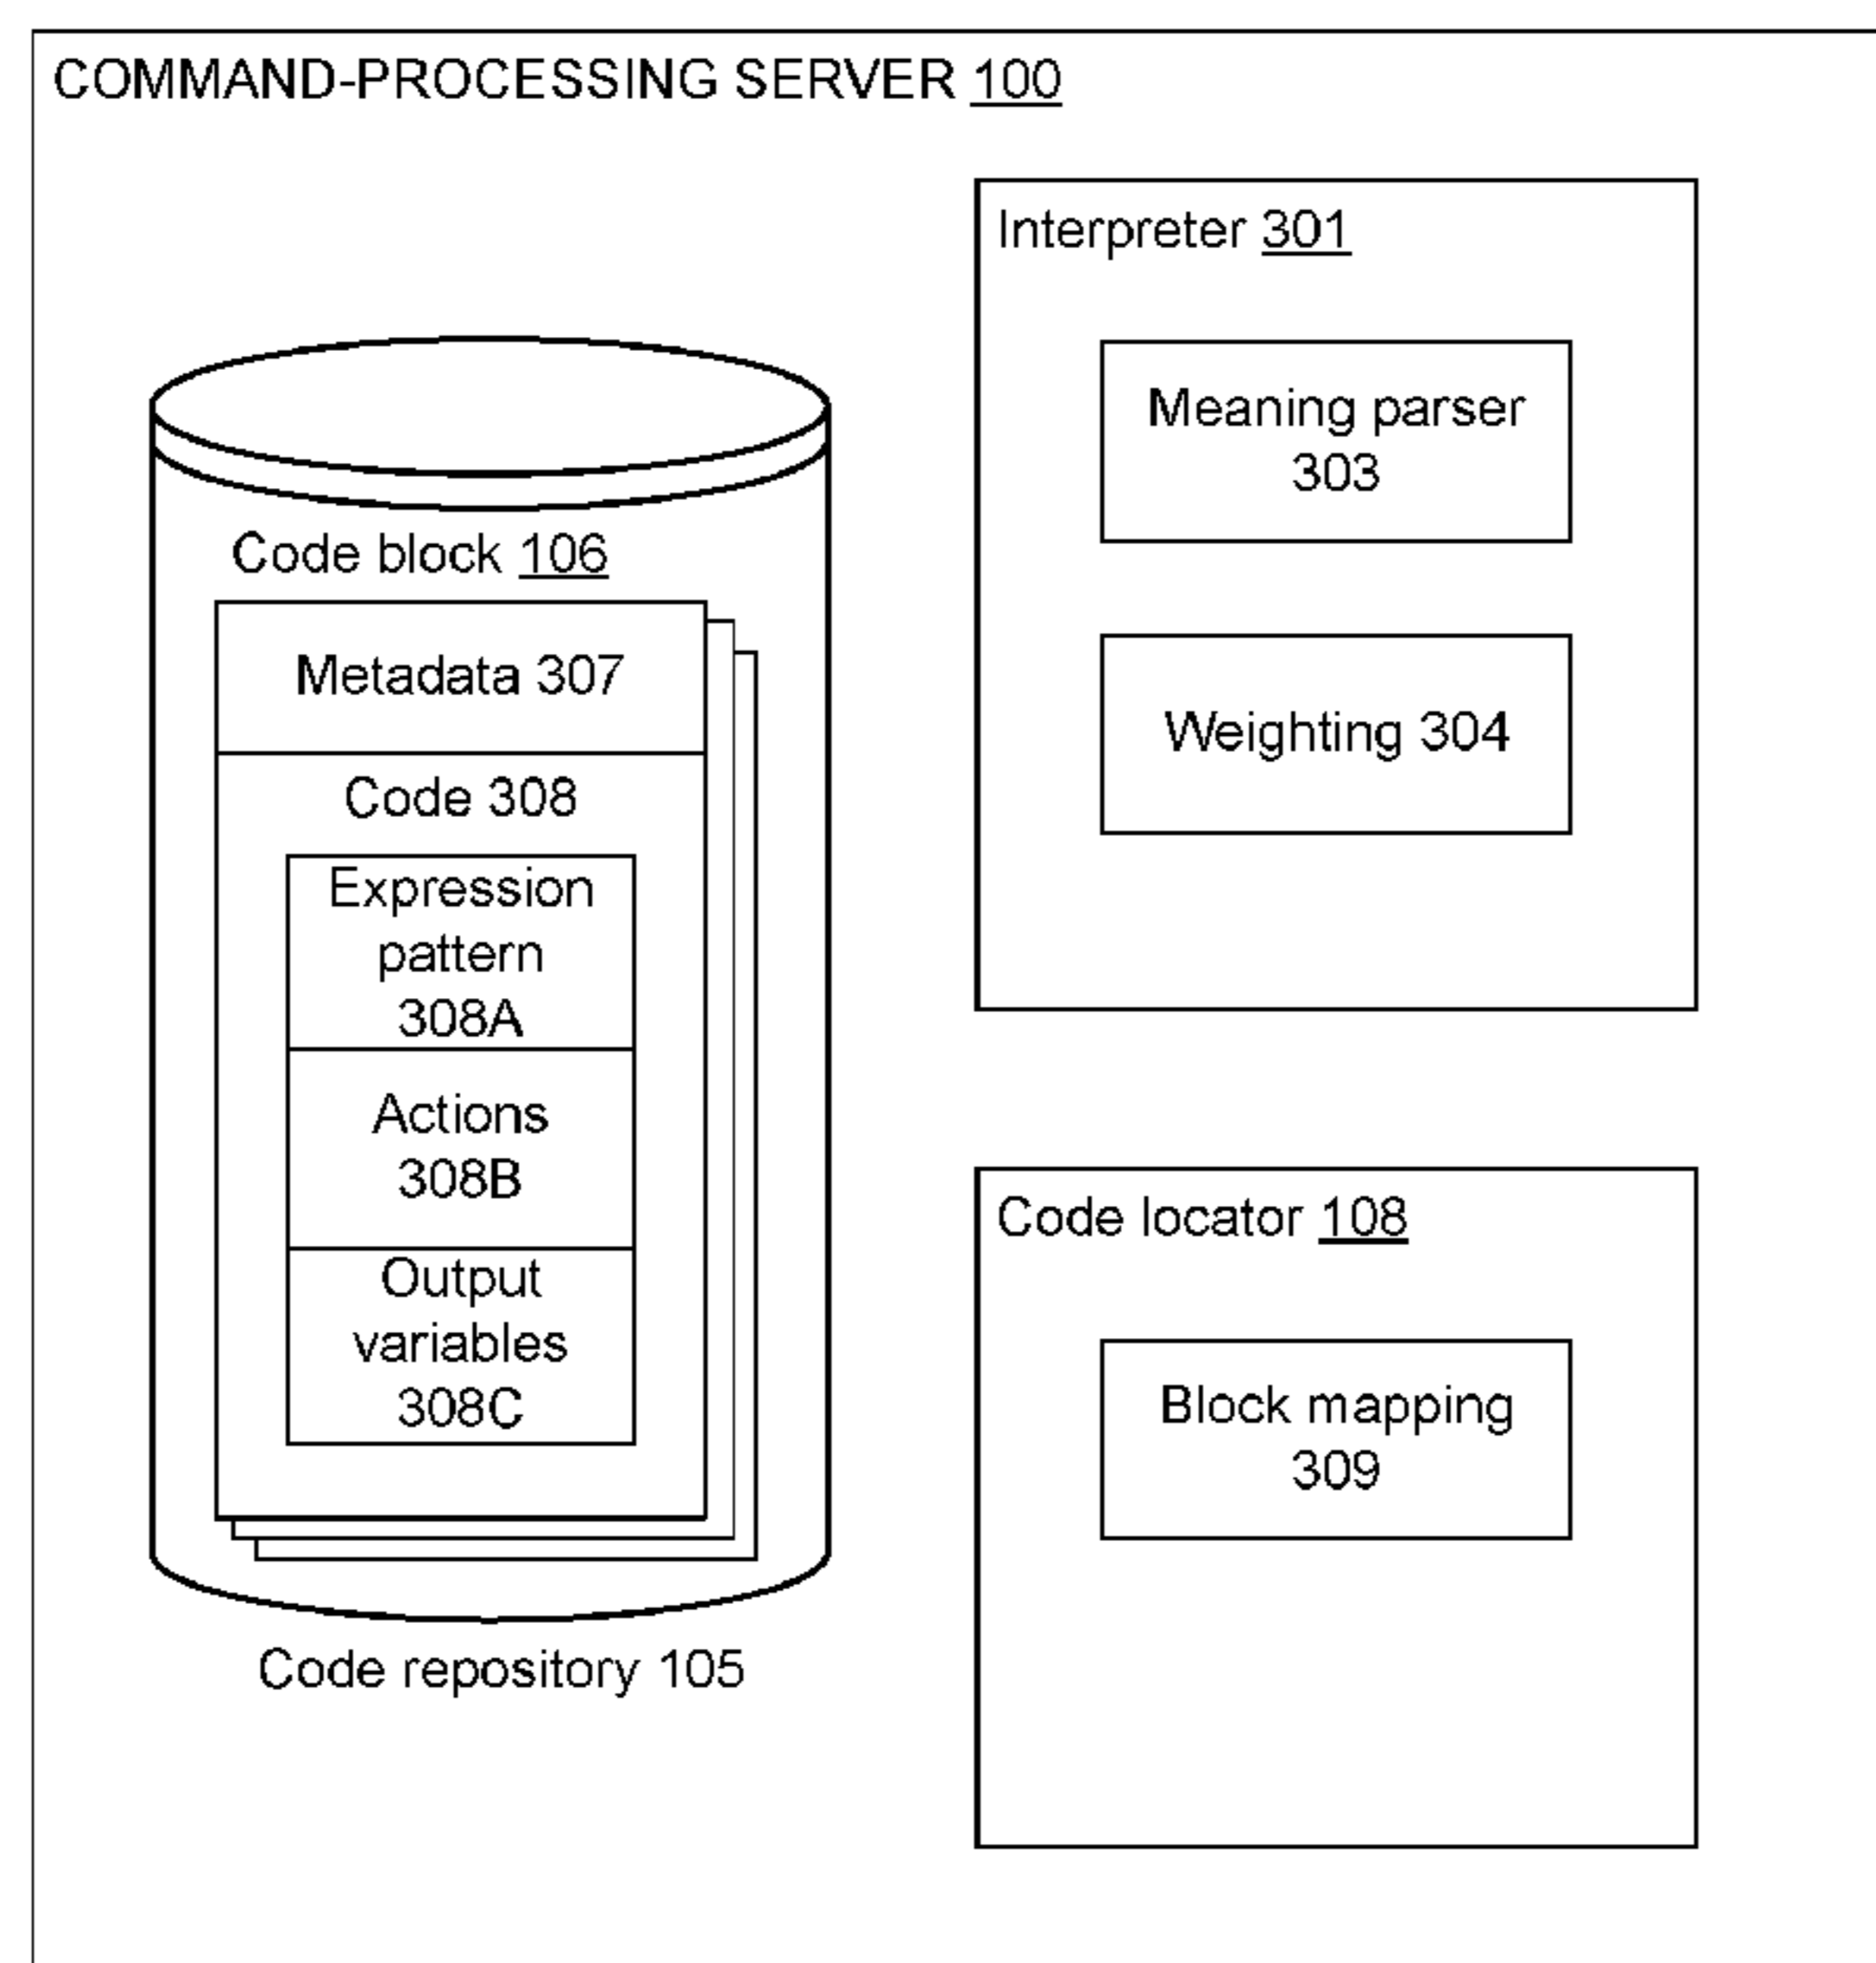 COMMAND-PROCESSING SERVER 100
Code block 106
Metadata 307
Code 308
Expression
pattern
308A
Actions
308B
Output
variables
308C
Code repository 105
Interpreter 301
Meaning parser
303
Weighting 304
Code locator 108
Block mapping
309